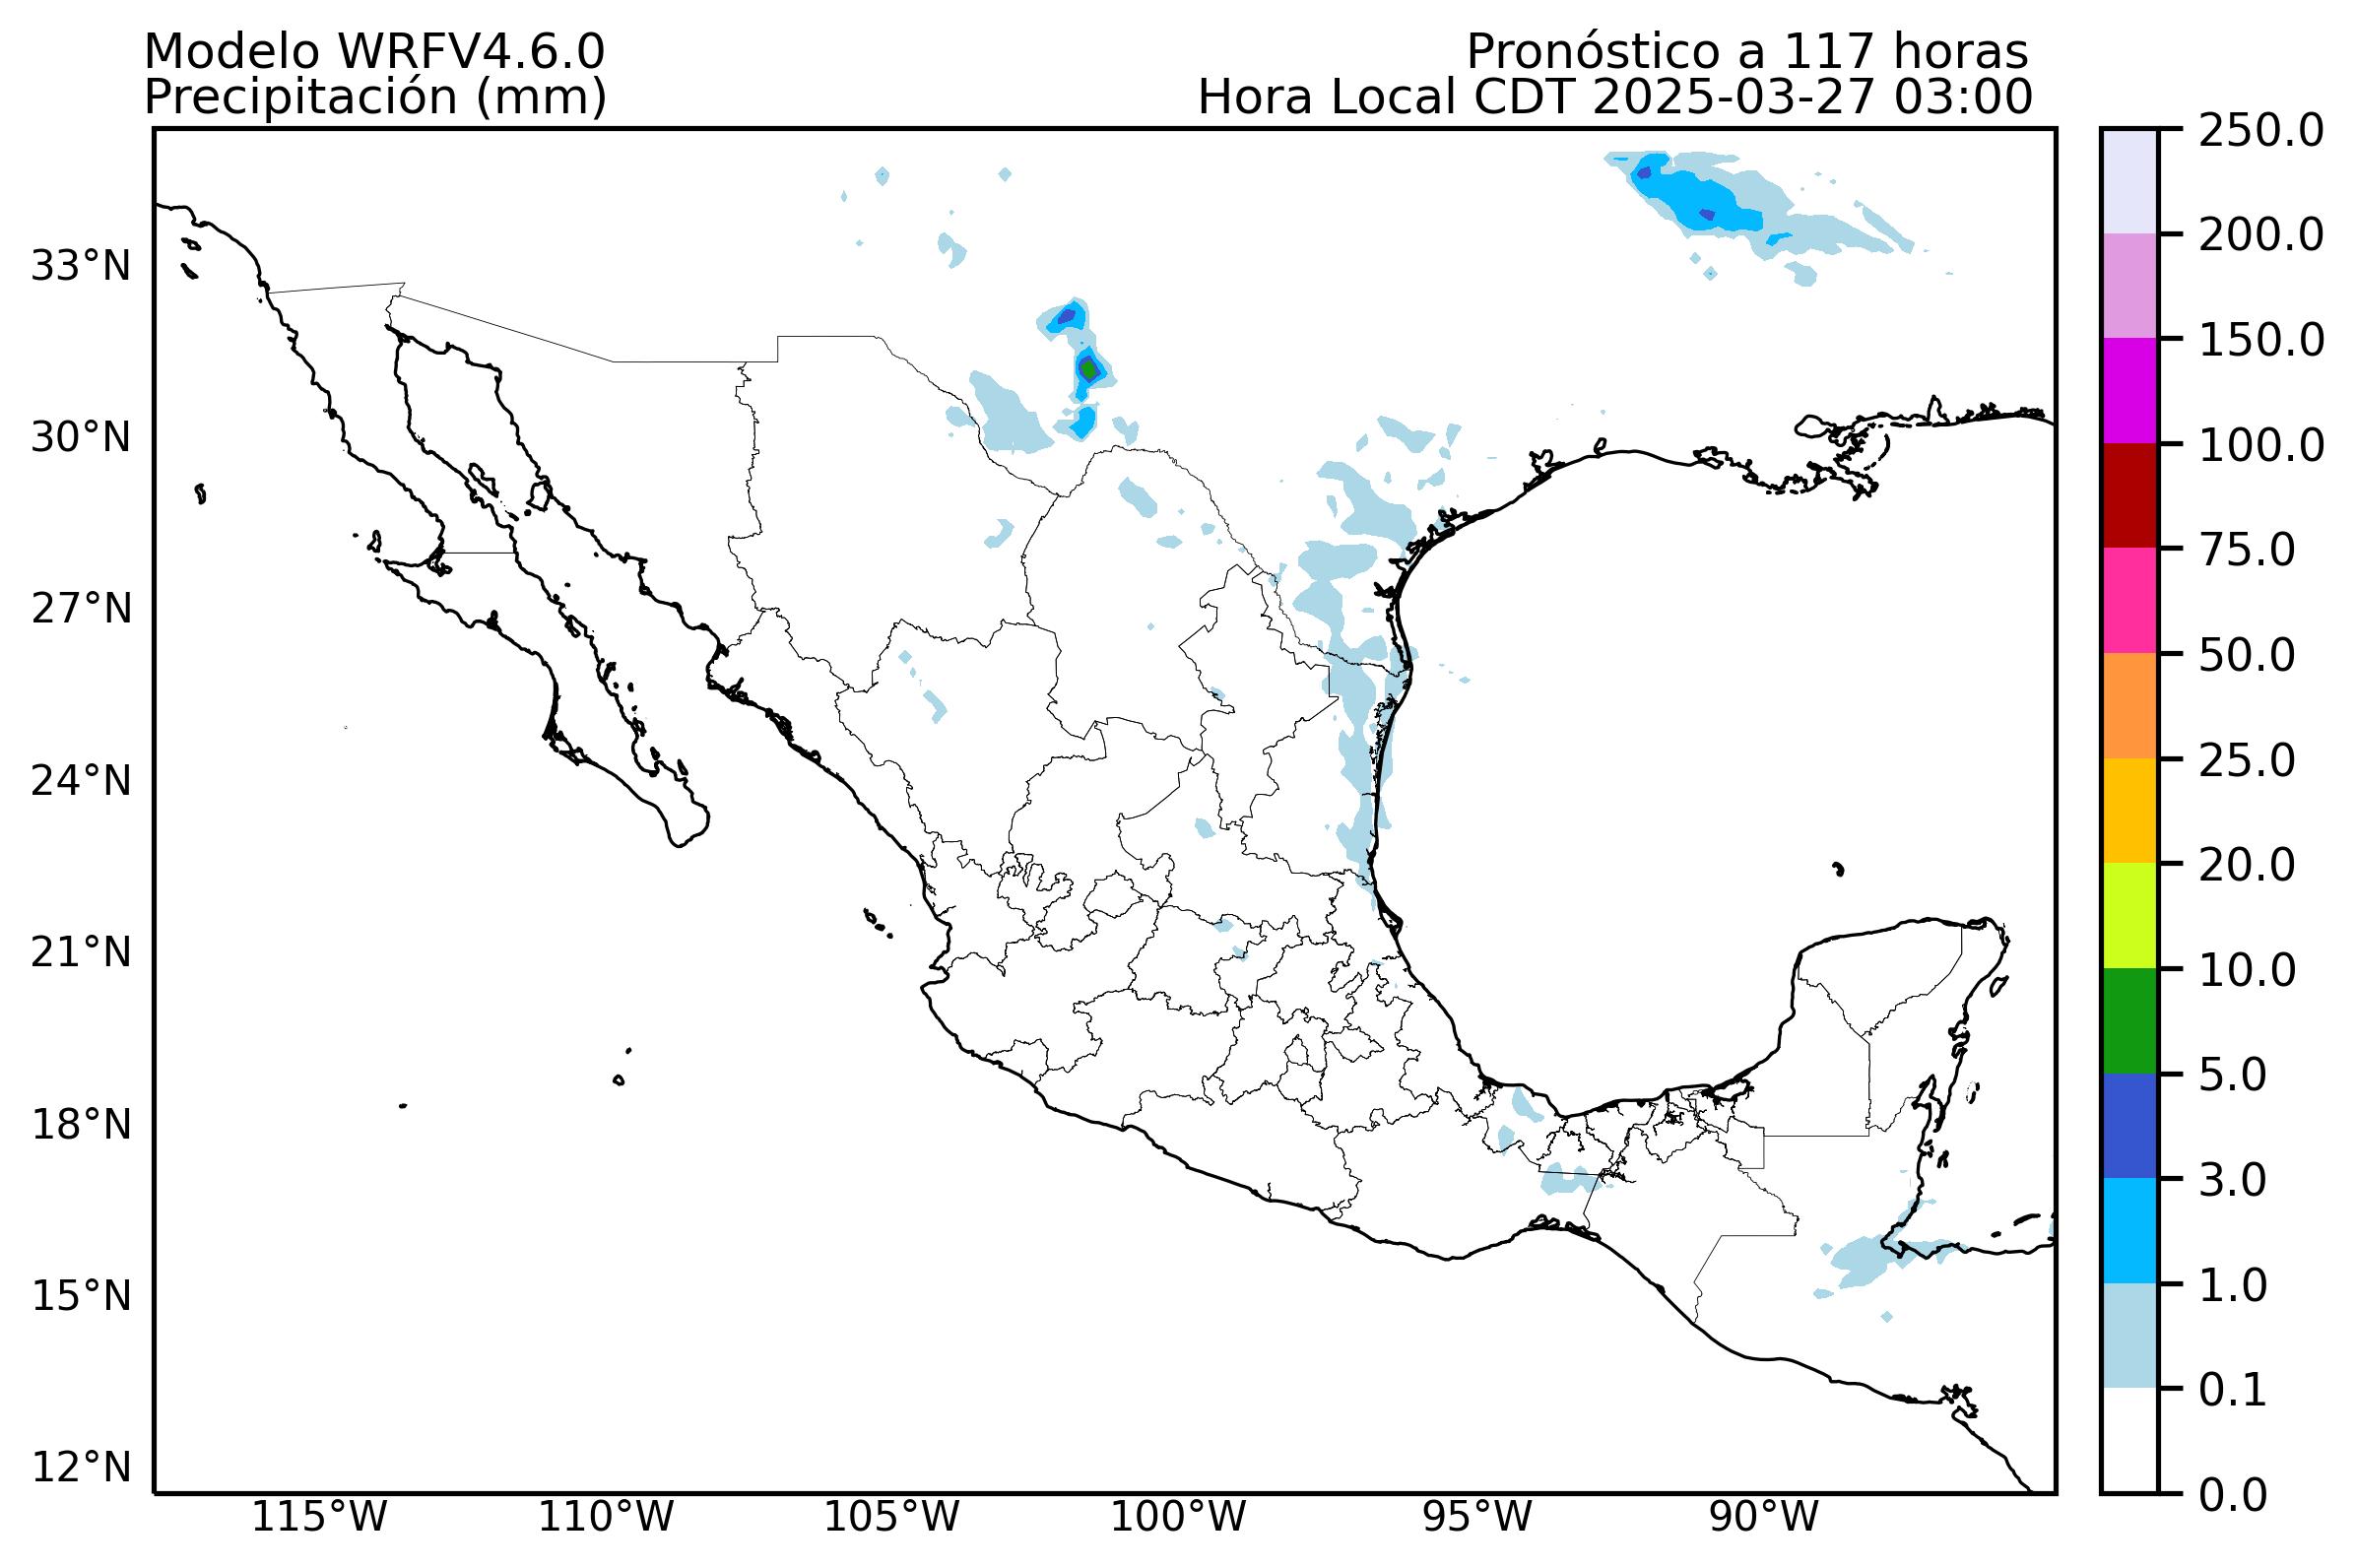 Modelo WRFV4.6.0
Pronóstico a 117 horas
Precipitación (mm)
Hora Local CDT 2025-03-27 03:00
33°N
30°N
27°N
24°N
21°N
18°N
15°N
12°N
115°W
110°W
105°W
100°W
95°W
90°W
250.0
200.0
150.0
100.0
75.0
50.0
25.0
20.0
10.0
5.0
3.0
1.0
0.1
0.0